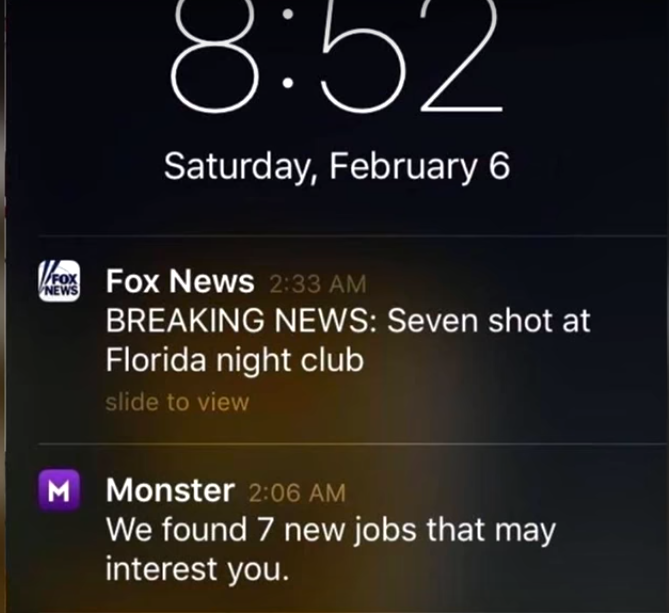 8:52
Saturday, February 6
FOX
NEWS
Fox News 2:33 AM
BREAKING NEWS: Seven shot at
Florida night club
slide to view
M
Monster 2:06 AM
We found 7 new jobs that may
interest you.